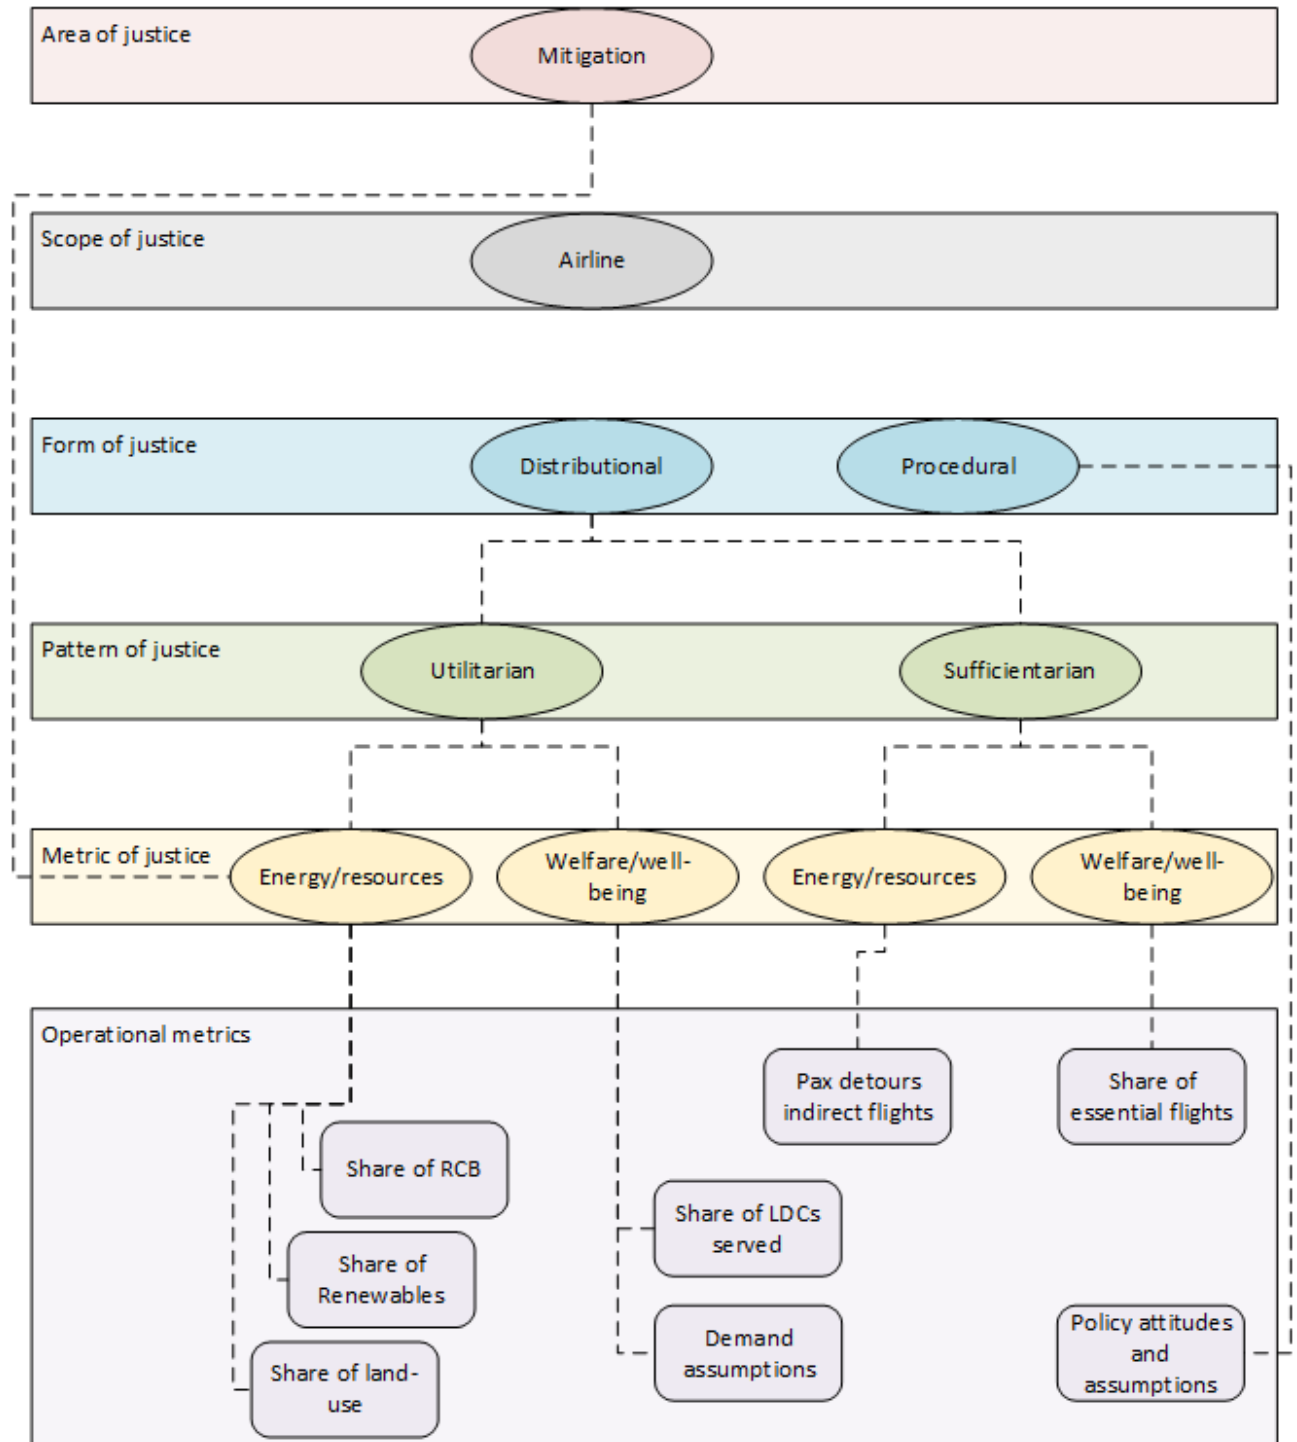 Area of justice
Mitigation
Scope of justice
Airline
Form of justice
Distributional
Procedural
Pattern of justice
Utilitarian
Sufficientarian
Metric of justice
Energy/resources
Welfare/well-
being
Energy/resources
Welfare/well-
being
Operational metrics
Pax detours
indirect flights
Share of
essential flights
Share of RCB
Share of LDCs
served
Share of
Renewables
Demand
assumptions
Policy attitudes
and
assumptions
Share of land-
use